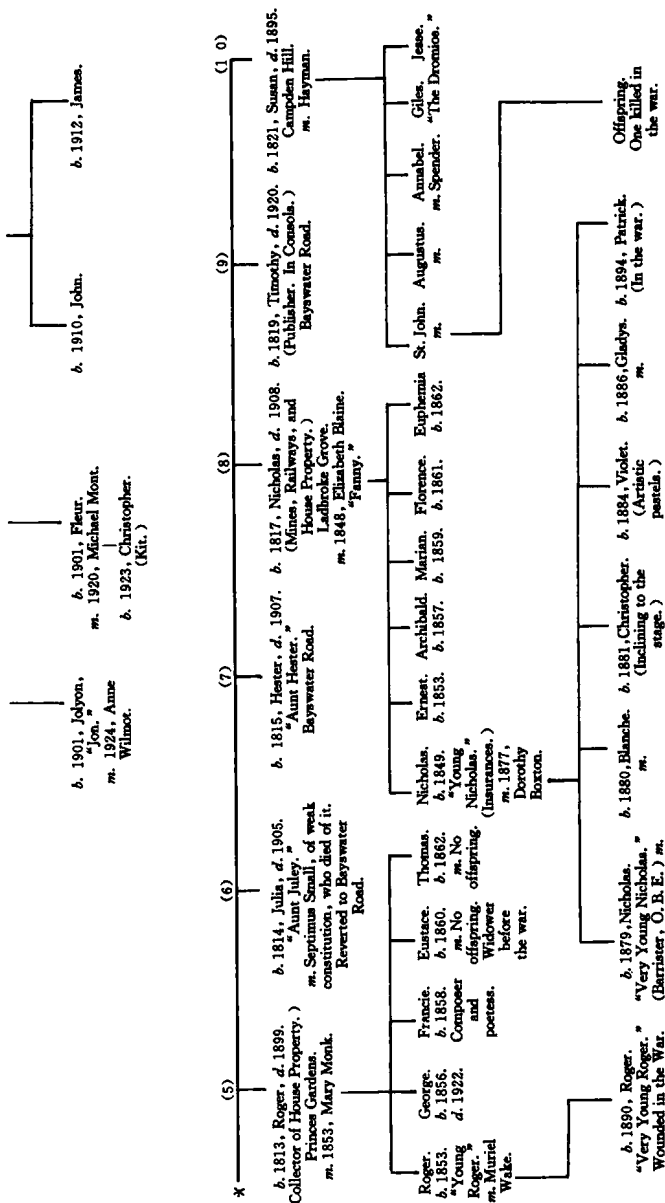 b. 1910, John.
b. 1912, James.
b. 1901, Jolyon,
"Jon."
m. 1924, Anne
Wilmot.
b. 1901, Fleur.
m. 1920, Michael Mont.
b. 1923, Christopher.
(Kit.)
*
(5)
(6)
(7)
(8)
(9)
(1 0)
b. 1813, Roger, d. 1899.
Collector of House Property.)
Princes Gardens.
m. 1853, Mary Monk.
b. 1814, Julia, d. 1905.
"Aunt Juley."
m. Septimus Small, of weak
constitution, who died of it.
Reverted to Bayswater
Road.
b. 1815, Hester, d. 1907.
"Aunt Hester."
Bayswater Road.
b. 1817, Nicholas, d. 1908.
(Mines, Railways, and
House Property.)
Ladbroke Grove.
m. 1848, Elizabeth Blaine.
"Fanny."
b. 1819, Timothy, d. 1920.
(Publisher. In Consols.)
Bayswater Road.
b. 1821, Susan, d. 1895.
Campden Hill.
m. Hayman.
Roger.
b. 1853.
"Young
Roger."
m. Muriel
Wake.
George.
b. 1856.
d. 1922.
Francie.
b. 1858.
Composer
and
poetess.
Eustace.
b. 1860.
m. No
offspring.
Widower
before
the war.
Thomas.
b. 1862.
m. No
offspring.
Nicholas.
b. 1849.
"Young
Nicholas."
(Insurances.)
m. 1877,
Dorothy
Boxton.
Ernest.
b. 1853.
Archibald.
b. 1857.
Marian.
b. 1859.
Florence.
b. 1861.
Euphemia
b. 1862.
St. John.
m.
Augustus.
m.
Annabel.
m. Spender.
Giles. Jesse.
"The Dromios."
b. 1890, Roger.
"Very Young Roger."
Wounded in the War.
b. 1879, Nicholas.
"Very Young Nicholas."
(Barrister, O. B. E.) m.
b. 1880, Blanche.
m.
b. 1881, Christopher.
(Inclining to the
stage.)
b. 1884, Violet.
(Artistic
pastels.)
b. 1886, Gladys.
m.
b. 1894, Patrick.
(In the war.)
Offspring.
One killed in
the war.